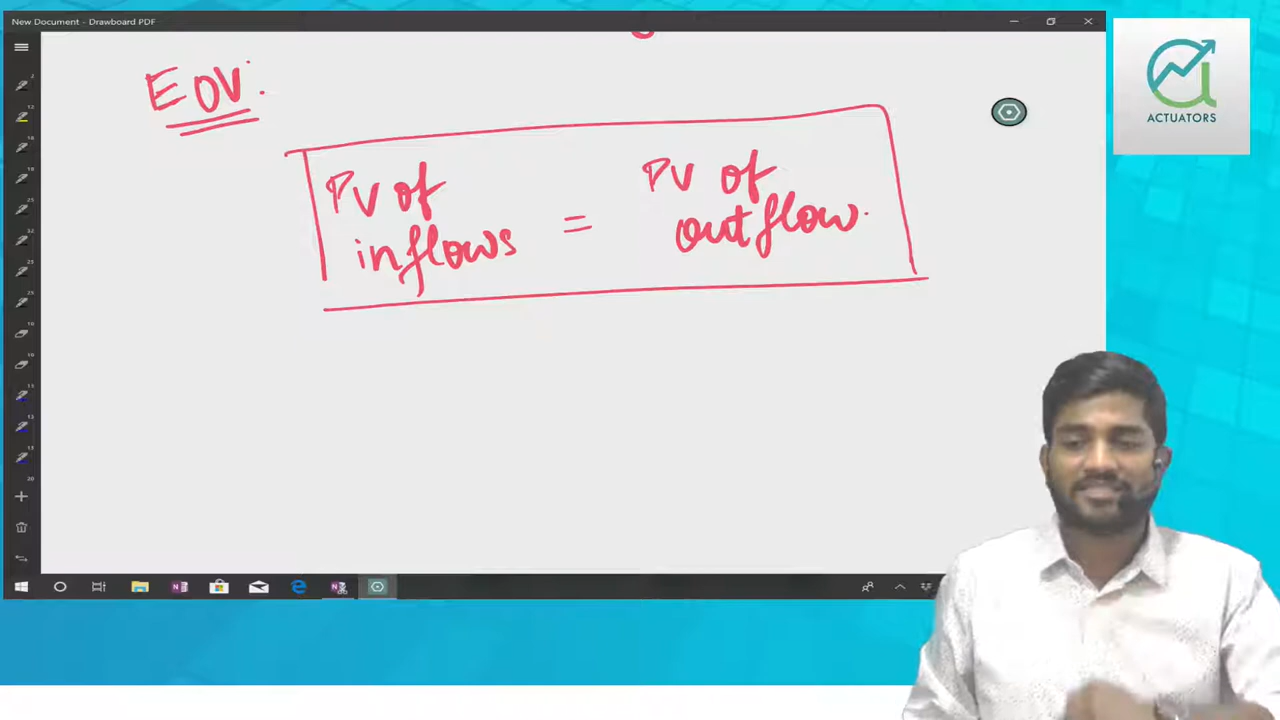 New Document - Drawboard PDF
EOV:
PV of
inflows
=
PV of
outflow.
ACTUATORS